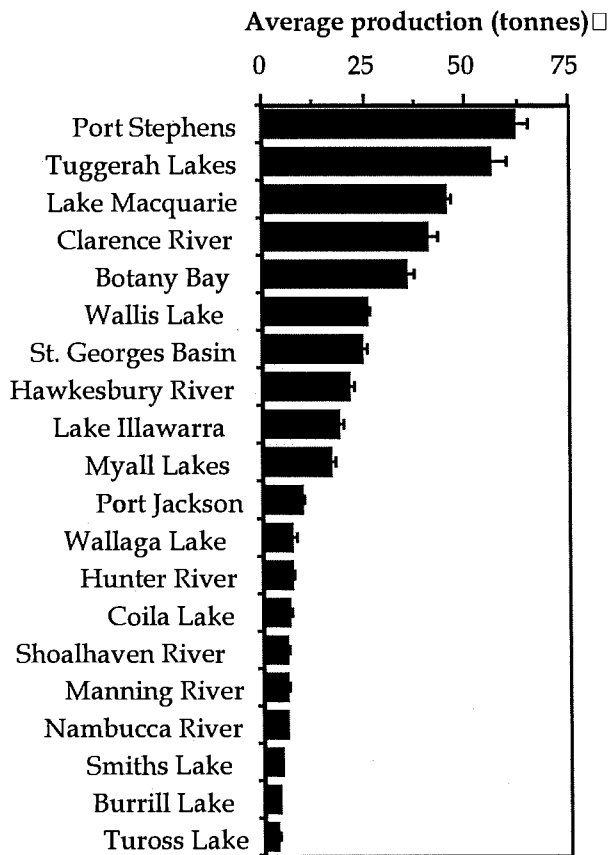 Average production (tonnes)□
0 25 50 75
Port Stephens
Tuggerah Lakes
Lake Macquarie
Clarence River
Botany Bay
Wallis Lake
St. Georges Basin
Hawkesbury River
Lake Illawarra
Myall Lakes
Port Jackson
Wallaga Lake
Hunter River
Coila Lake
Shoalhaven River
Manning River
Nambucca River
Smiths Lake
Burrill Lake
Tuross Lake